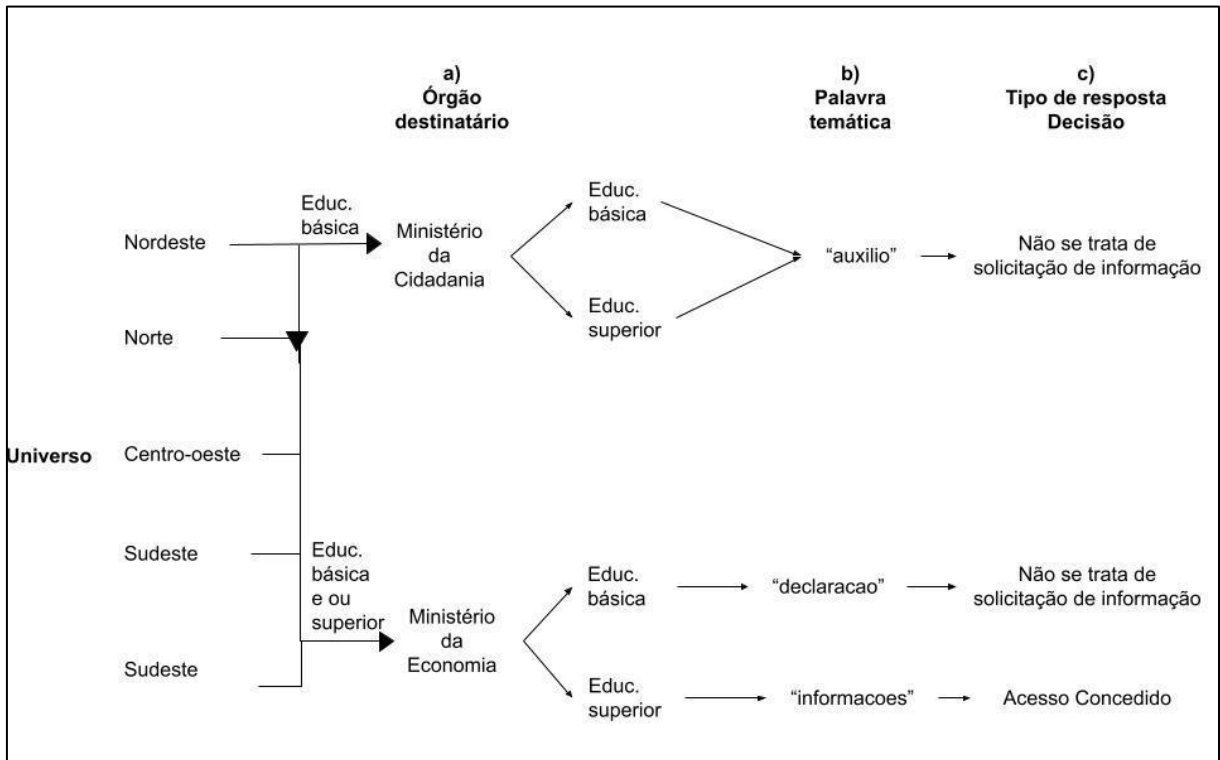 a)
Órgão
destinatário
b)
Palavra
temática
c)
Tipo de resposta
Decisão
Universo
Nordeste
Norte
Centro-oeste
Sudeste
Sudeste
Educ.
básica
Ministério
da
Cidadania
Educ.
básica
Educ.
superior
“auxilio”
Não se trata de
solicitação de informação
Educ.
básica
e ou
superior
Ministério
da
Economia
Educ.
básica
“declaracao”
Não se trata de
solicitação de informação
Educ.
superior
“informacoes”
Acesso Concedido